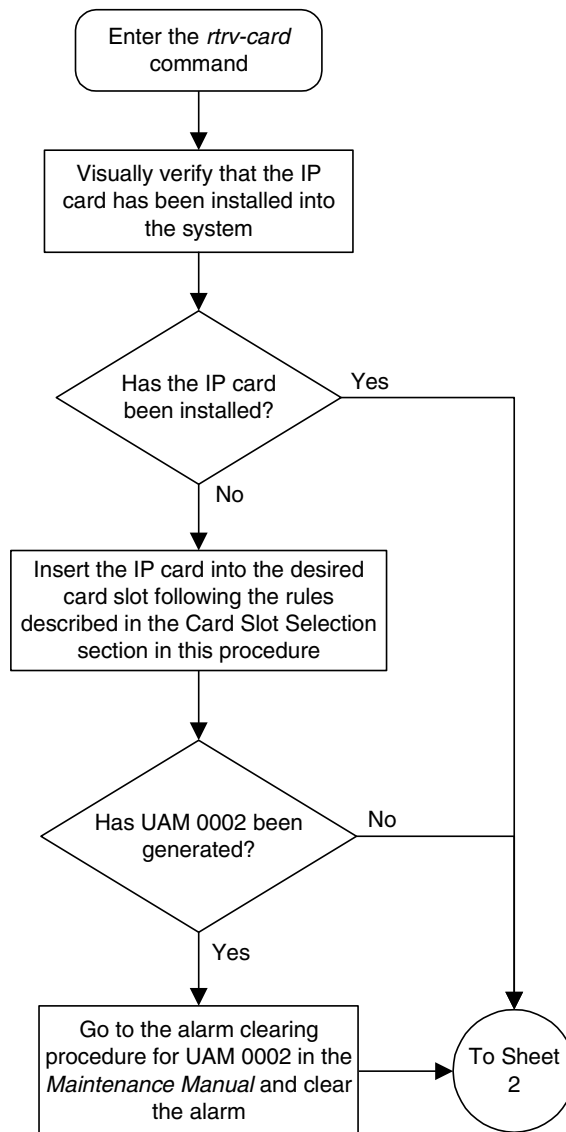 Enter the rtrv-card
command
Visually verify that the IP
card has been installed into
the system
Has the IP card
been installed?
Yes
No
Insert the IP card into the desired
card slot following the rules
described in the Card Slot Selection
section in this procedure
Has UAM 0002 been
generated?
No
Yes
Go to the alarm clearing
procedure for UAM 0002 in the
Maintenance Manual and clear
the alarm
To Sheet
2